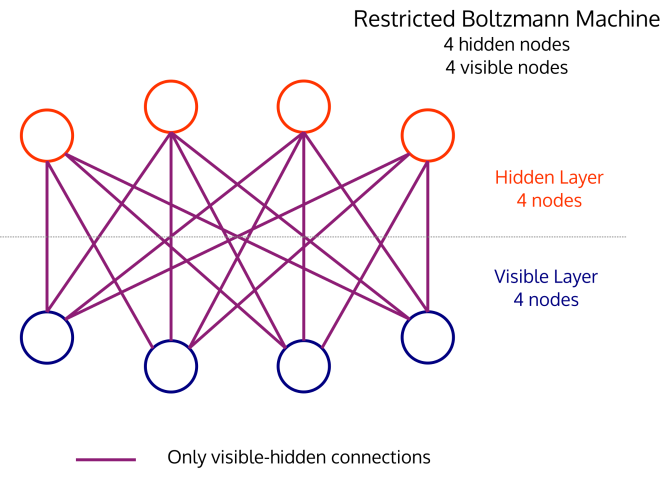 Restricted Boltzmann Machine
4 hidden nodes
4 visible nodes
Hidden Layer
4 nodes
Visible Layer
4 nodes
Only visible-hidden connections